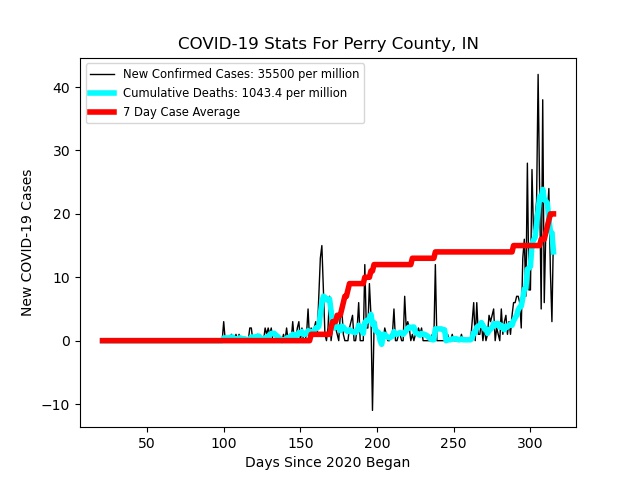 COVID-19 Stats For Perry County, IN
New Confirmed Cases: 35500 per million
Cumulative Deaths: 1043.4 per million
7 Day Case Average
New COVID-19 Cases
40
30
20
10
0
−10
50 100 150 200 250 300
Days Since 2020 Began